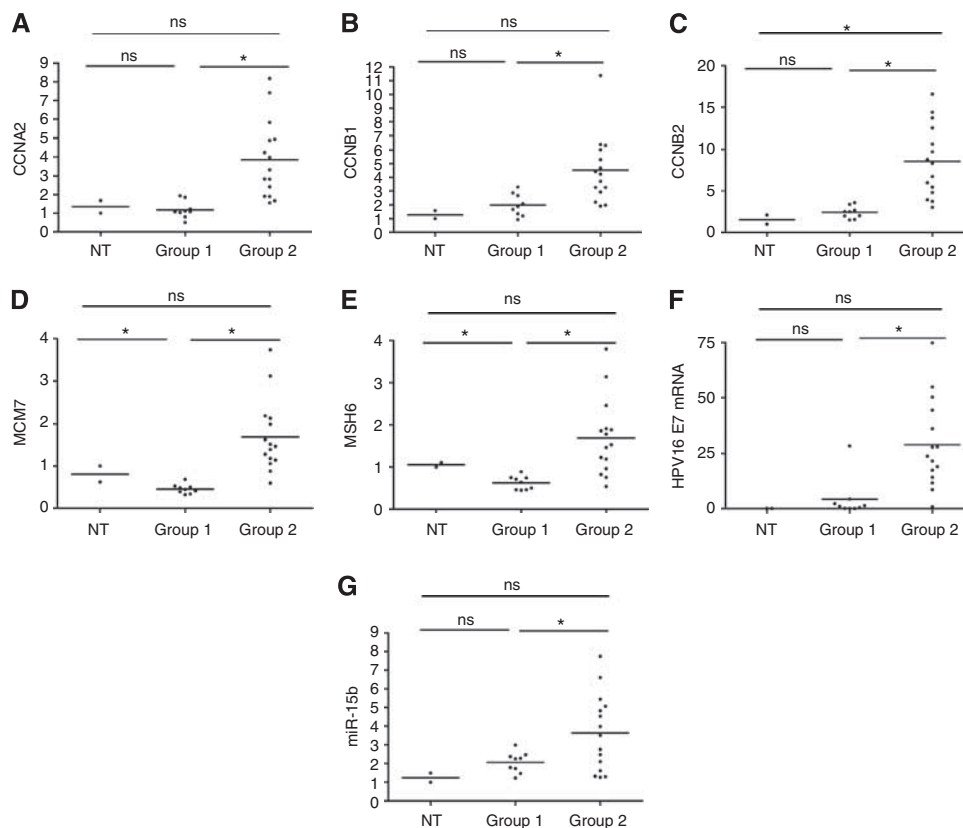 A
ns
ns
*
CCNA2
9
8
7
6
5
4
3
2
1
0
NT Group 1 Group 2
B
ns
ns
*
CCNB1
12
11
10
9
8
7
6
5
4
3
2
1
0
NT Group 1 Group 2
C
*
ns
*
CCNB2
20
15
10
5
0
NT Group 1 Group 2
D
ns
*
*
MCM7
4
3
2
1
0
NT Group 1 Group 2
E
ns
*
*
MSH6
4
3
2
1
0
NT Group 1 Group 2
F
ns
ns
*
HPV16 E7 mRNA
75
50
25
0
NT Group 1 Group 2
G
ns
ns
*
miR-15b
9
8
7
6
5
4
3
2
1
0
NT Group 1 Group 2